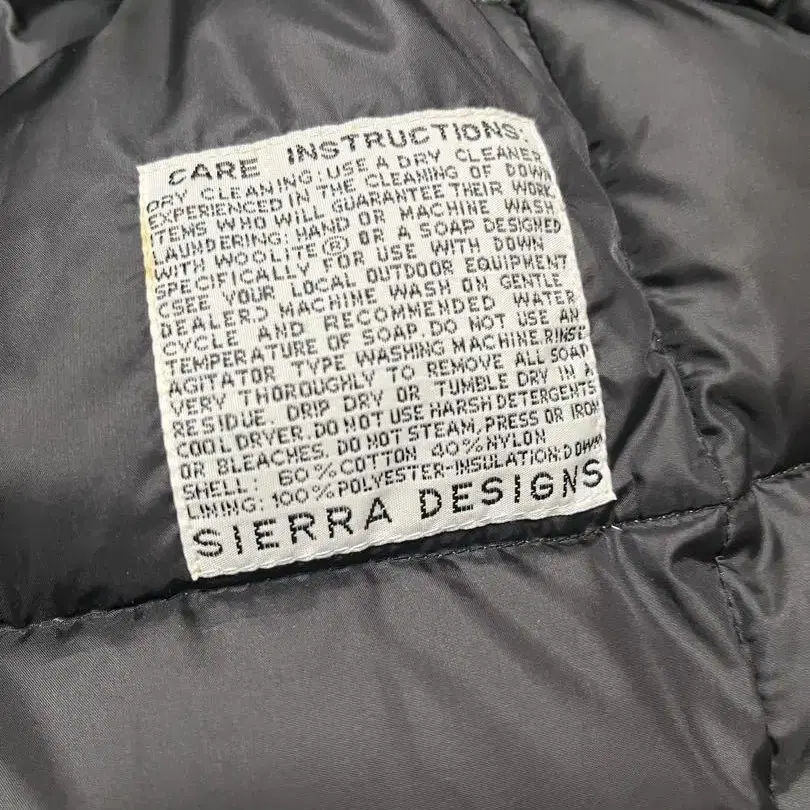 CARE INSTRUCTIONS:
DRY CLEANING: USE A DRY CLEANER
EXPERIENCED IN THE CLEANING OF DOWN
ITEMS WHO WILL GUARANTEE THEIR WORK
LAUNDERING: HAND OR MACHINE WASH
WITH WOOLITE® OR A SOAP DESIGNED
SPECIFICALLY FOR USE WITH DOWN
(SEE YOUR LOCAL OUTDOOR EQUIPMENT
DEALER) MACHINE WASH ON GENTLE
CYCLE AND RECOMMENDED WATER
TEMPERATURE OF SOAP. DO NOT USE AN
AGITATOR TYPE WASHING MACHINE. RINSE
VERY THOROUGHLY TO REMOVE ALL SOAP
RESIDUE. DRIP DRY OR TUMBLE DRY IN A
COOL DRYER. DO NOT USE HARSH DETERGENTS
OR BLEACHES. DO NOT STEAM, PRESS OR IRON
SHELL: 60% COTTON 40% NYLON
LINING: 100% POLYESTER-INSULATION: DOWN
SIERRA DESIGNS